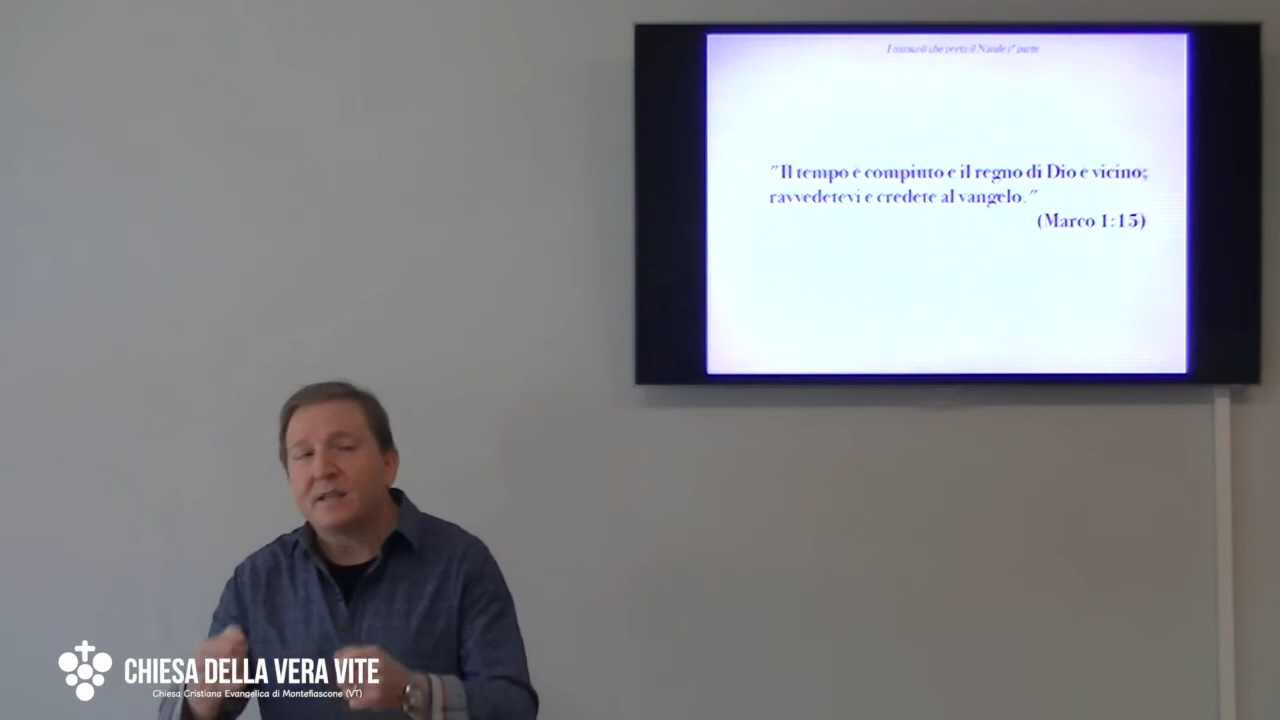 I miracoli che porta il Natale 1ª parte
"Il tempo è compiuto e il regno di Dio è vicino;
ravvedetevi e credete al vangelo."
(Marco 1:15)
CHIESA DELLA VERA VITE
Chiesa Cristiana Evangelica di Montefiascone (VT)